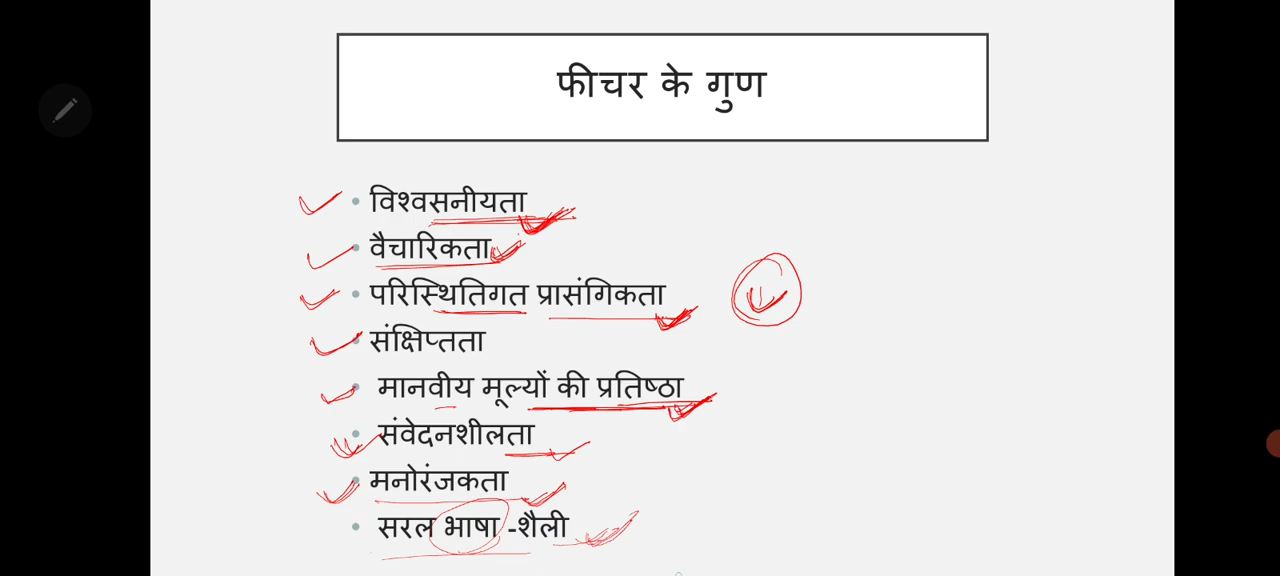 फीचर के गुण
विश्वसनीयता
वैचारिकता
परिस्थितिगत प्रासंगिकता
संक्षिप्तता
मानवीय मूल्यों की प्रतिष्ठा
संवेदनशीलता
मनोरंजकता
सरल भाषा -शैली